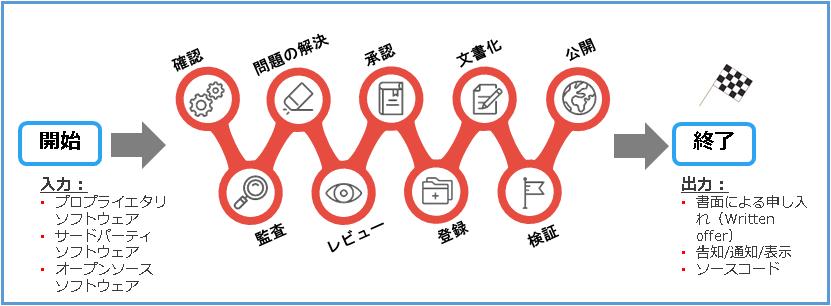 確認
問題の解決
承認
文書化
公開
開始
終了
監査
レビュー
登録
検証
入力：
• プロプライエタリ
ソフトウェア
• サードパーティ
ソフトウェア
• オープンソース
ソフトウェア
出力：
• 書面による申し入
れ（Written
offer）
• 告知/通知/表示
• ソースコード